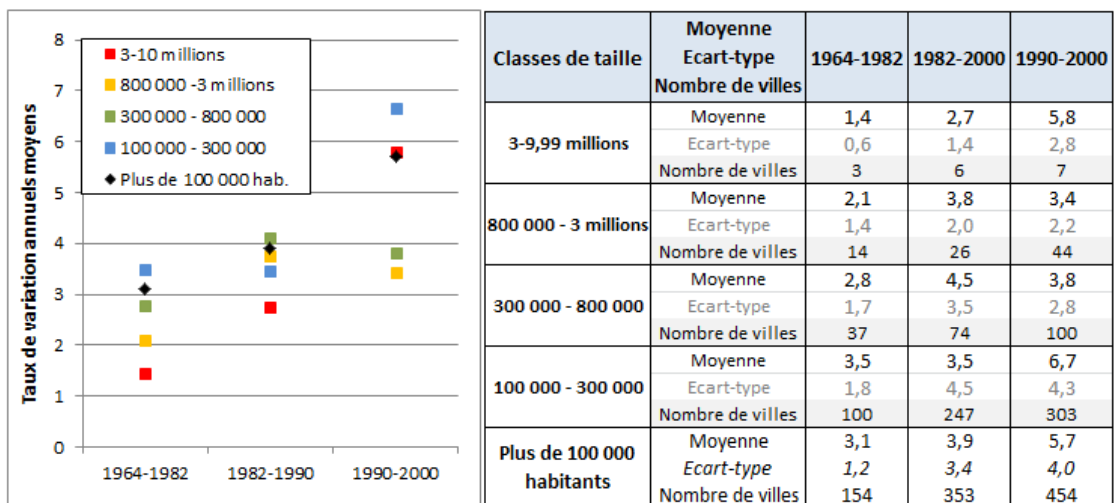 Taux de variation annuels moyens
8
7
6
5
4
3
2
1
0
3-10 millions
800 000 -3 millions
300 000 - 800 000
100 000 - 300 000
Plus de 100 000 hab.
1964-1982 1982-1990 1990-2000
Classes de taille Moyenne Ecart-type Nombre de villes 1964-1982 1982-2000 1990-2000
3-9,99 millions
Moyenne 1,4 2,7 5,8
Ecart-type 0,6 1,4 2,8
Nombre de villes 3 6 7
800 000 - 3 millions
Moyenne 2,1 3,8 3,4
Ecart-type 1,4 2,0 2,2
Nombre de villes 14 26 44
300 000 - 800 000
Moyenne 2,8 4,5 3,8
Ecart-type 1,7 3,5 2,8
Nombre de villes 37 74 100
100 000 - 300 000
Moyenne 3,5 3,5 6,7
Ecart-type 1,8 4,5 4,3
Nombre de villes 100 247 303
Plus de 100 000 habitants
Moyenne 3,1 3,9 5,7
Ecart-type 1,2 3,4 4,0
Nombre de villes 154 353 454